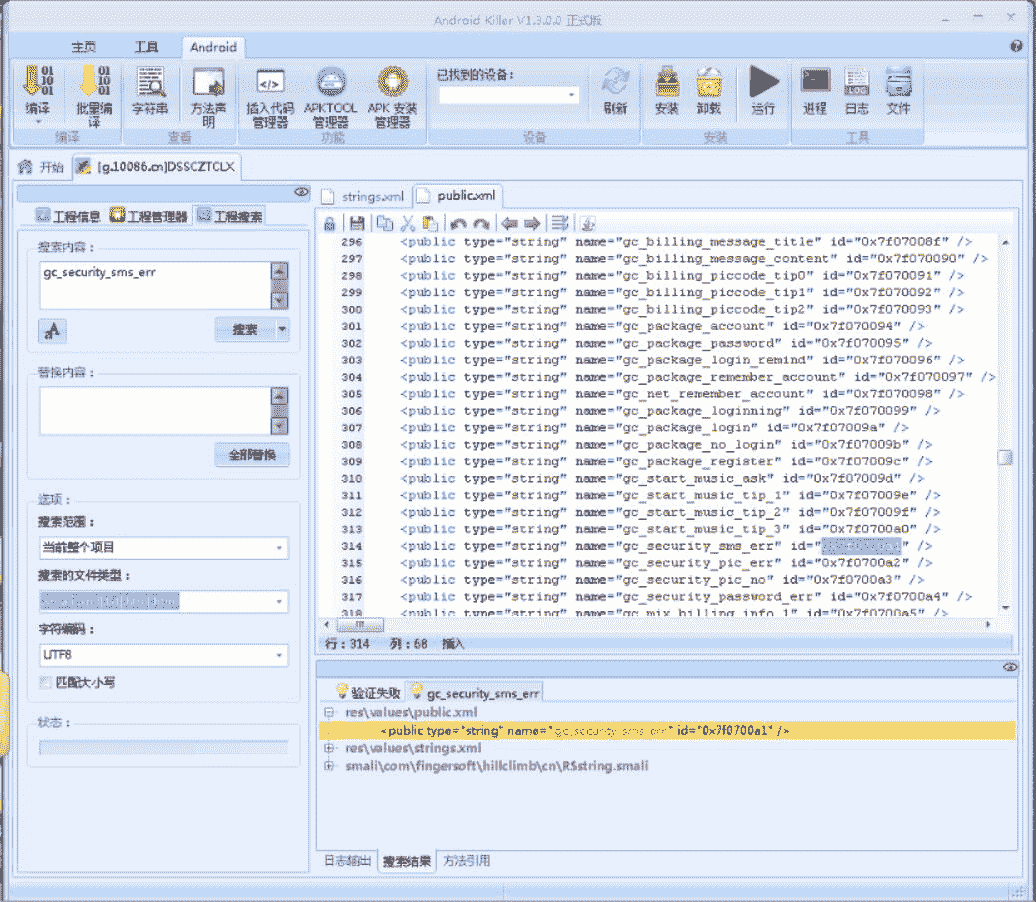 Android Killer V1.3.0.0 正式版
主页 工具 Android
编译 批量编译 字符串 方法声明 插入代码管理器 APKTOOL管理器 APK 安装管理器 已找到的设备： 刷新 安装 卸载 运行 进程 日志 文件
编译 查看 功能 设备 安装 工具
开始 [g.10086.cn]DSSCZTCLX
工程信息 工程管理器 工程搜索
搜索内容：
gc_security_sms_err
搜索
替换内容：
全部替换
选项：
搜索范围：
当前整个项目
搜索的文件类型：
字符编码：
UTF8
匹配大小写
状态：
strings.xml public.xml
296 <public type="string" name="gc_billing_message_title" id="0x7f07008f" />
297 <public type="string" name="gc_billing_message_content" id="0x7f070090" />
298 <public type="string" name="gc_billing_piccode_tip0" id="0x7f070091" />
299 <public type="string" name="gc_billing_piccode_tip1" id="0x7f070092" />
300 <public type="string" name="gc_billing_piccode_tip2" id="0x7f070093" />
301 <public type="string" name="gc_package_account" id="0x7f070094" />
302 <public type="string" name="gc_package_password" id="0x7f070095" />
303 <public type="string" name="gc_package_login_remind" id="0x7f070096" />
304 <public type="string" name="gc_package_remember_account" id="0x7f070097" />
305 <public type="string" name="gc_net_remember_account" id="0x7f070098" />
306 <public type="string" name="gc_package_loginning" id="0x7f070099" />
307 <public type="string" name="gc_package_login" id="0x7f07009a" />
308 <public type="string" name="gc_package_no_login" id="0x7f07009b" />
309 <public type="string" name="gc_package_register" id="0x7f07009c" />
310 <public type="string" name="gc_start_music_ask" id="0x7f07009d" />
311 <public type="string" name="gc_start_music_tip_1" id="0x7f07009e" />
312 <public type="string" name="gc_start_music_tip_2" id="0x7f07009f" />
313 <public type="string" name="gc_start_music_tip_3" id="0x7f0700a0" />
314 <public type="string" name="gc_security_sms_err" id=" " />
315 <public type="string" name="gc_security_pic_err" id="0x7f0700a2" />
316 <public type="string" name="gc_security_pic_no" id="0x7f0700a3" />
317 <public type="string" name="gc_security_password_err" id="0x7f0700a4" />
318 <public type="string" name="gc_mix_billing_info_1" id="0x7f0700a5" />
行：314 列：68 插入
验证失败 gc_security_sms_err
res\values\public.xml
<public type="string" name="gc_security_sms_err" id="0x7f0700a1" />
res\values\strings.xml
smali\com\fingersoft\hillclimb\cn\R$string.smali
日志输出 搜索结果 方法引用